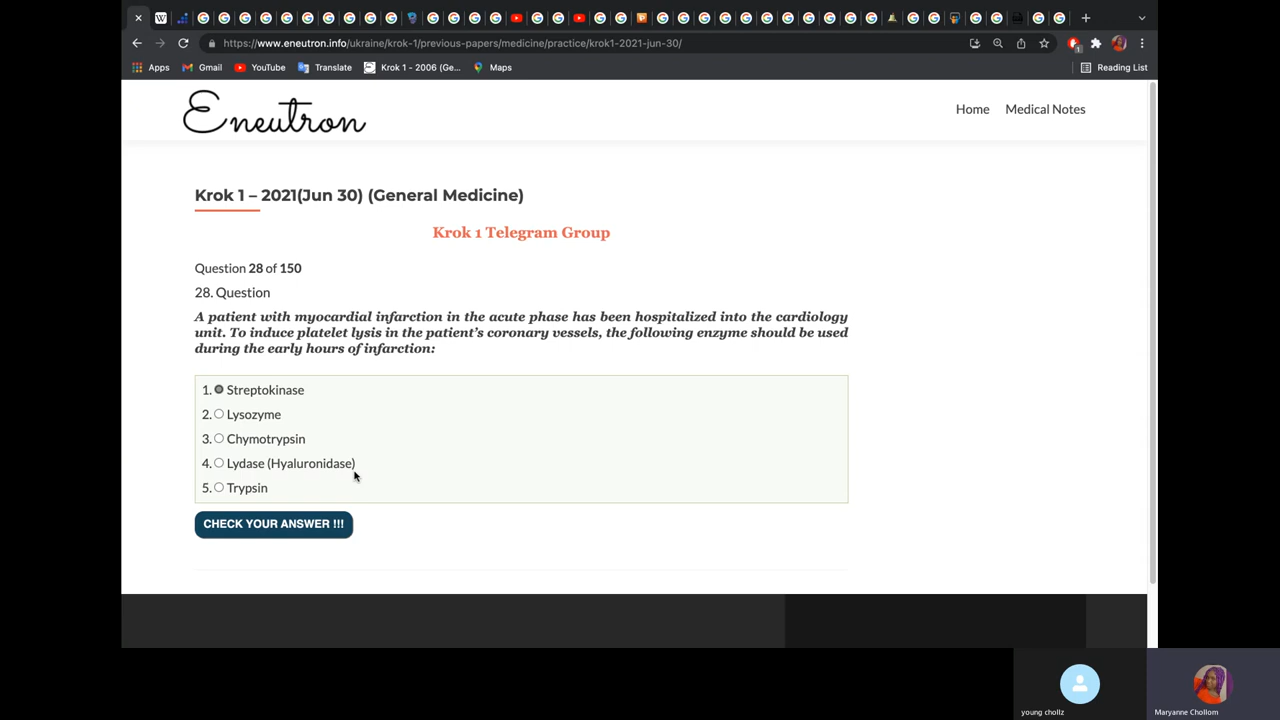 https://www.eneutron.info/ukraine/krok-1/previous-papers/medicine/practice/krok1-2021-jun-30/
1
Apps Gmail YouTube Translate Krok 1 - 2006 (Ge... Maps Reading List
Eneutron
Home Medical Notes
Krok 1 – 2021(Jun 30) (General Medicine)
Krok 1 Telegram Group
Question 28 of 150
28. Question
A patient with myocardial infarction in the acute phase has been hospitalized into the cardiology
unit. To induce platelet lysis in the patient's coronary vessels, the following enzyme should be used
during the early hours of infarction:
1. Streptokinase
2. Lysozyme
3. Chymotrypsin
4. Lydase (Hyaluronidase)
5. Trypsin
CHECK YOUR ANSWER !!!
young chollz
Maryanne Chollom